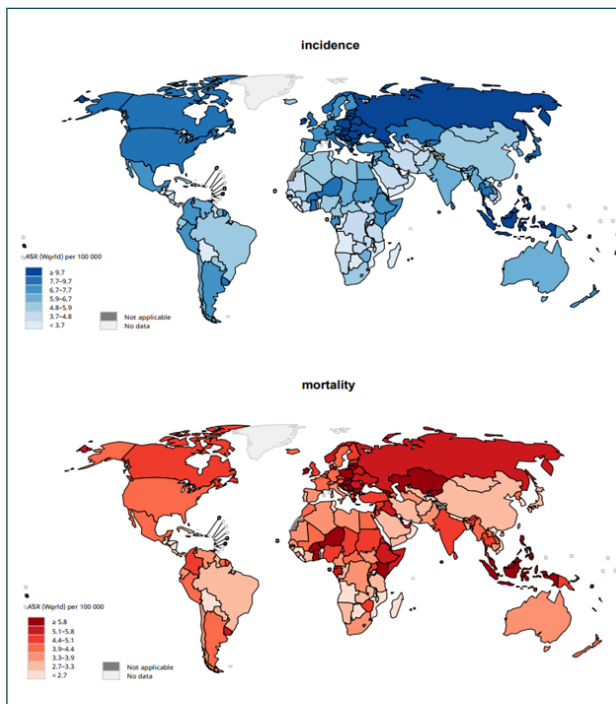 incidence
ASR (World) per 100 000
≥ 9.7
7.7–9.7
6.7–7.7
5.9–6.7
4.8–5.9
3.7–4.8
< 3.7
Not applicable
No data
mortality
ASR (World) per 100 000
≥ 5.8
5.1–5.8
4.4–5.1
3.9–4.4
3.3–3.9
2.7–3.3
< 2.7
Not applicable
No data